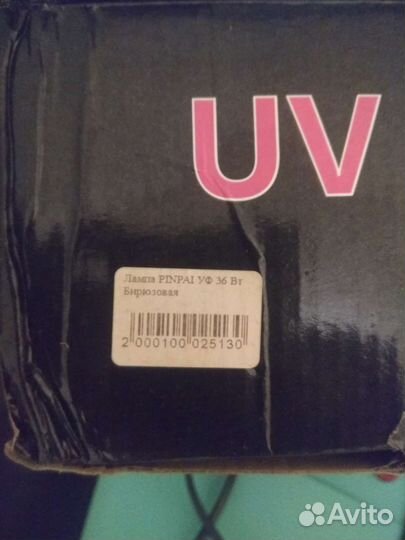 UV
Лампа PINPAI УФ 36 Вт
Бирюзовая
2 000100 025130
Avito